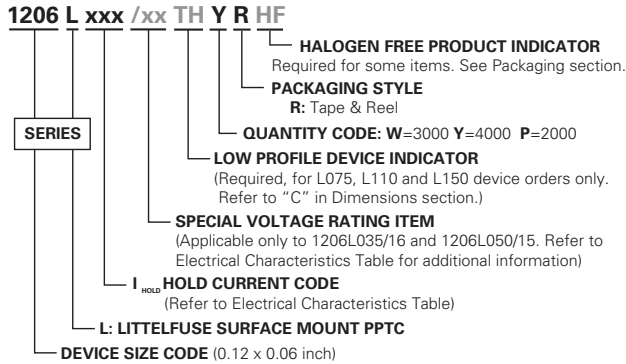 1206 L xxx /xx TH Y R HF
HALOGEN FREE PRODUCT INDICATOR
Required for some items. See Packaging section.
PACKAGING STYLE
R: Tape & Reel
SERIES
QUANTITY CODE: W=3000 Y=4000 P=2000
LOW PROFILE DEVICE INDICATOR
(Required, for L075, L110 and L150 device orders only.
Refer to “C” in Dimensions section.)
SPECIAL VOLTAGE RATING ITEM
(Applicable only to 1206L035/16 and 1206L050/15. Refer to
Electrical Characteristics Table for additional information)
I HOLD HOLD CURRENT CODE
(Refer to Electrical Characteristics Table)
L: LITTELFUSE SURFACE MOUNT PPTC
DEVICE SIZE CODE (0.12 x 0.06 inch)